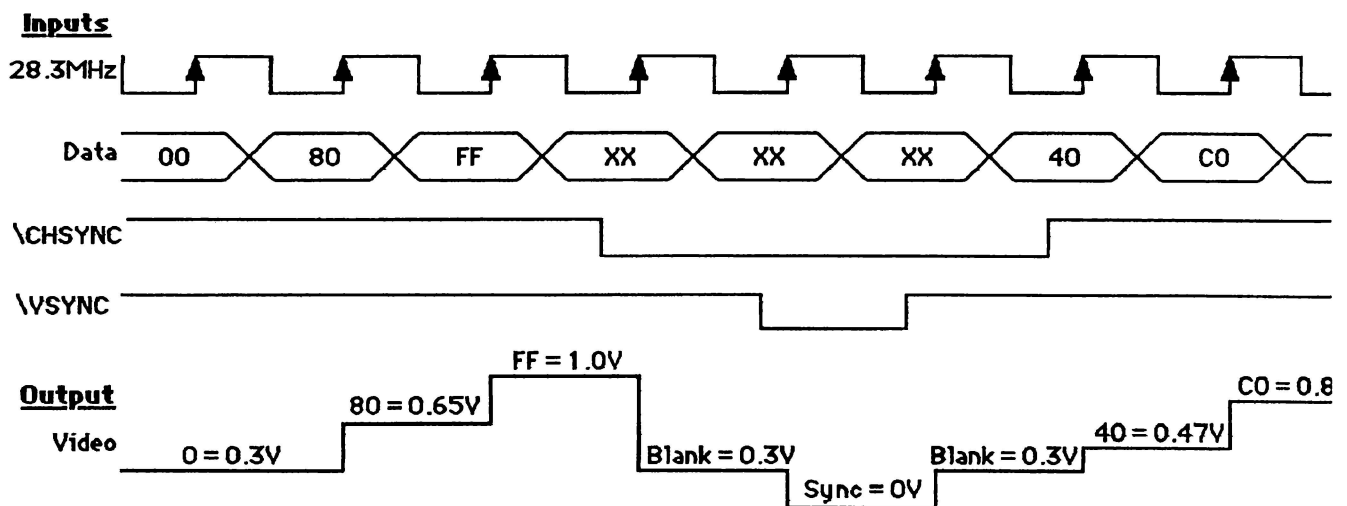 Inputs
28.3MHz
Data 00 80 FF XX XX XX 40 C0
\CHSYNC
\VSYNC
FF = 1.0V
Output
C0 = 0.8
80 = 0.65V
40 = 0.47V
Video
0 = 0.3V
Blank = 0.3V
Blank = 0.3V
Sync = 0V